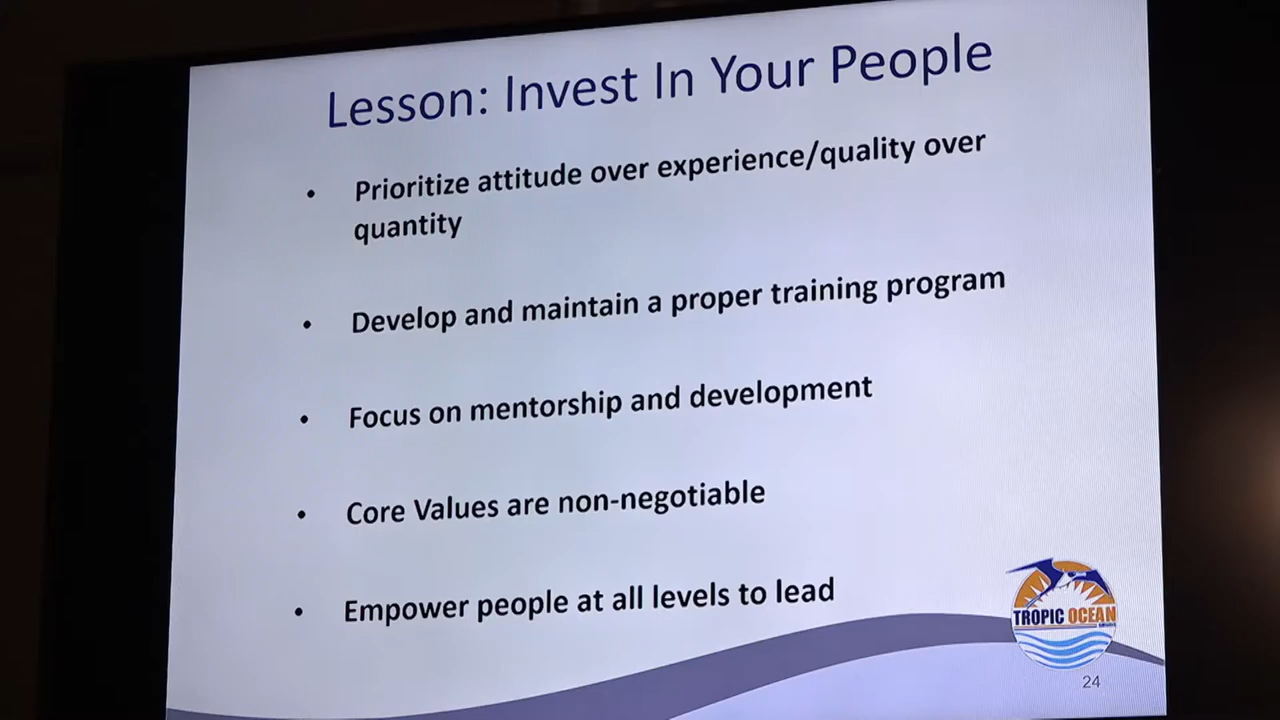 Lesson: Invest In Your People
• Prioritize attitude over experience/quality over
quantity
• Develop and maintain a proper training program
• Focus on mentorship and development
• Core Values are non-negotiable
• Empower people at all levels to lead
TROPIC OCEAN
24